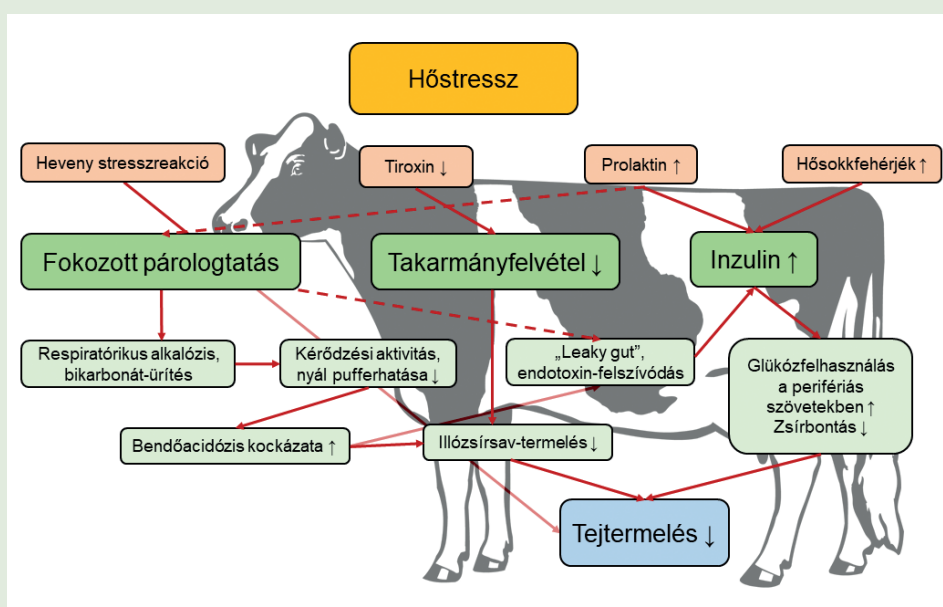 Hőstressz
Heveny stresszreakció
Tiroxin ↓
Prolaktin ↑
Hősokkfehérjék ↑
Fokozott párologtatás
Takarmányfelvétel ↓
Inzulin ↑
Respiratórikus alkalózis,
bikarbonát-ürítés
Kérődzési aktivitás,
nyál pufferhatása ↓
„Leaky gut”,
endotoxin-felszívódás
Glükózfelhasználás
a perifériás
szövetekben ↑
Zsírbontás ↓
Bendőacidózis kockázata ↑
Illózsírsav-termelés ↓
Tejtermelés ↓